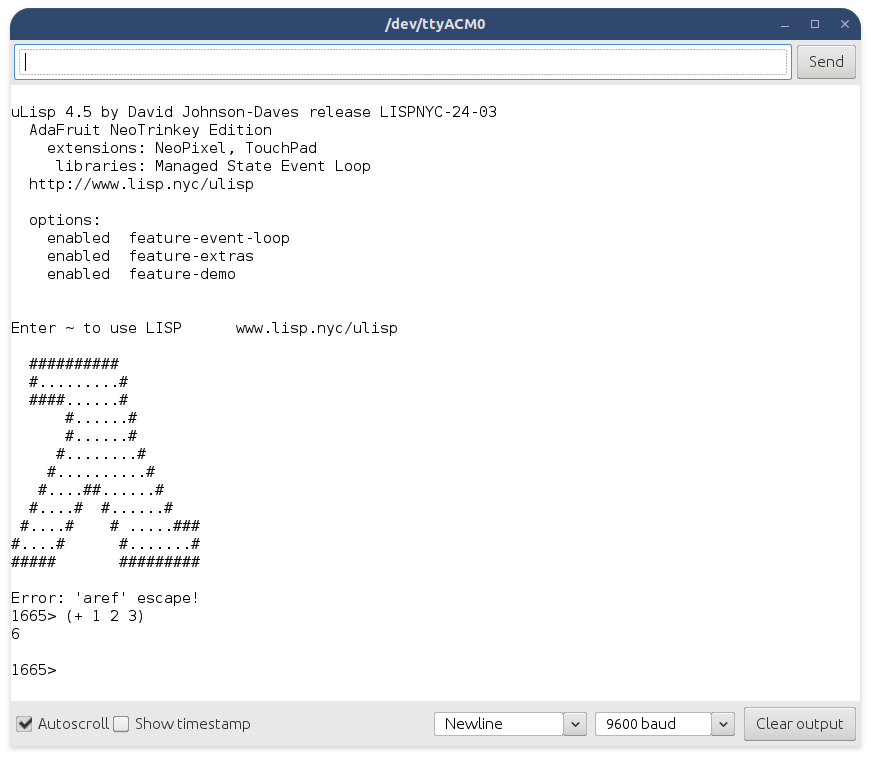 /dev/ttyACM0
Send
uLisp 4.5 by David Johnson-Daves release LISPNYC-24-03
  AdaFruit NeoTrinkey Edition
    extensions: NeoPixel, TouchPad
     libraries: Managed State Event Loop
  http://www.lisp.nyc/ulisp
  options:
    enabled  feature-event-loop
    enabled  feature-extras
    enabled  feature-demo
Enter ~ to use LISP      www.lisp.nyc/ulisp
  ##########
  #.........#
  ####......#
      #......#
      #......#
     #........#
    #..........#
   #....##......#
  #....#  #......#
 #....#    # .....###
#....#      #.......#
#####       #########
Error: 'aref' escape!
1665> (+ 1 2 3)
6
1665>
Autoscroll Show timestamp Newline 9600 baud Clear output